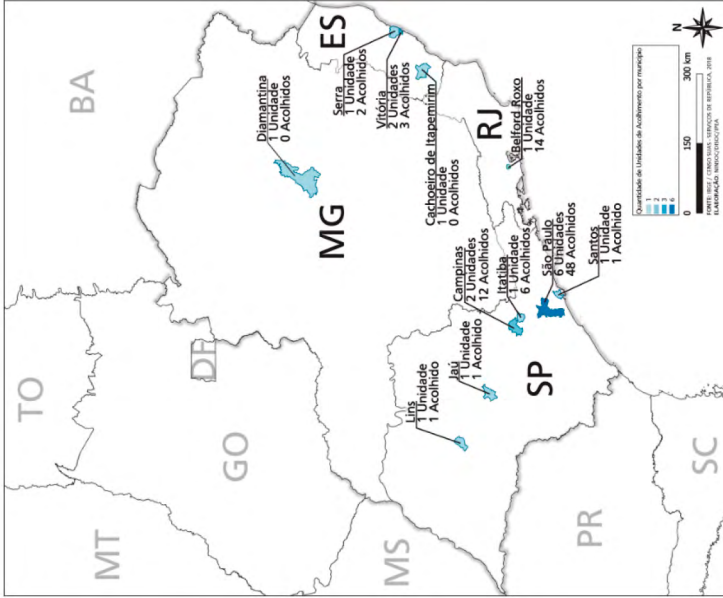 BA
TO
MT
GO
DF
MS
PR
SC
MG
ES
RJ
SP
Diamantina
1 Unidade
0 Acolhidos
Serra
1 Unidade
2 Acolhidos
Vitória
2 Unidades
3 Acolhidos
Cachoeiro de Itapemirim
1 Unidade
0 Acolhidos
Belford Roxo
1 Unidade
14 Acolhidos
Campinas
2 Unidades
12 Acolhidos
Itatiba
1 Unidade
6 Acolhidos
São Paulo
6 Unidades
48 Acolhidos
Santos
1 Unidade
1 Acolhido
Jaú
1 Unidade
1 Acolhido
Lins
1 Unidade
1 Acolhido
Quantidade de Unidades de Acolhimento por município
1
2
3
6
0 150 300 km
N
FONTE: IBGE / CENSO SUAS - SERVIÇOS DE REPÚBLICA, 2018
ELABORAÇÃO: NINSOC/DISOC/IPEA